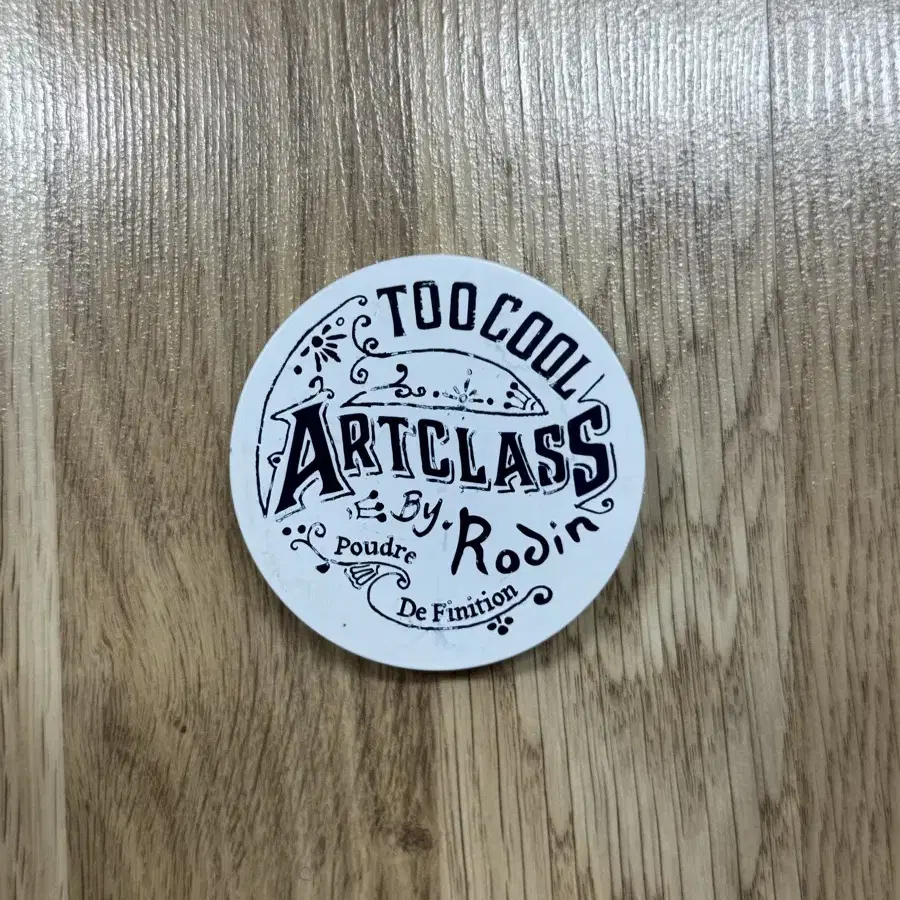 TOO COOL
ARTCLASS
By. Rodin
Poudre
De Finition